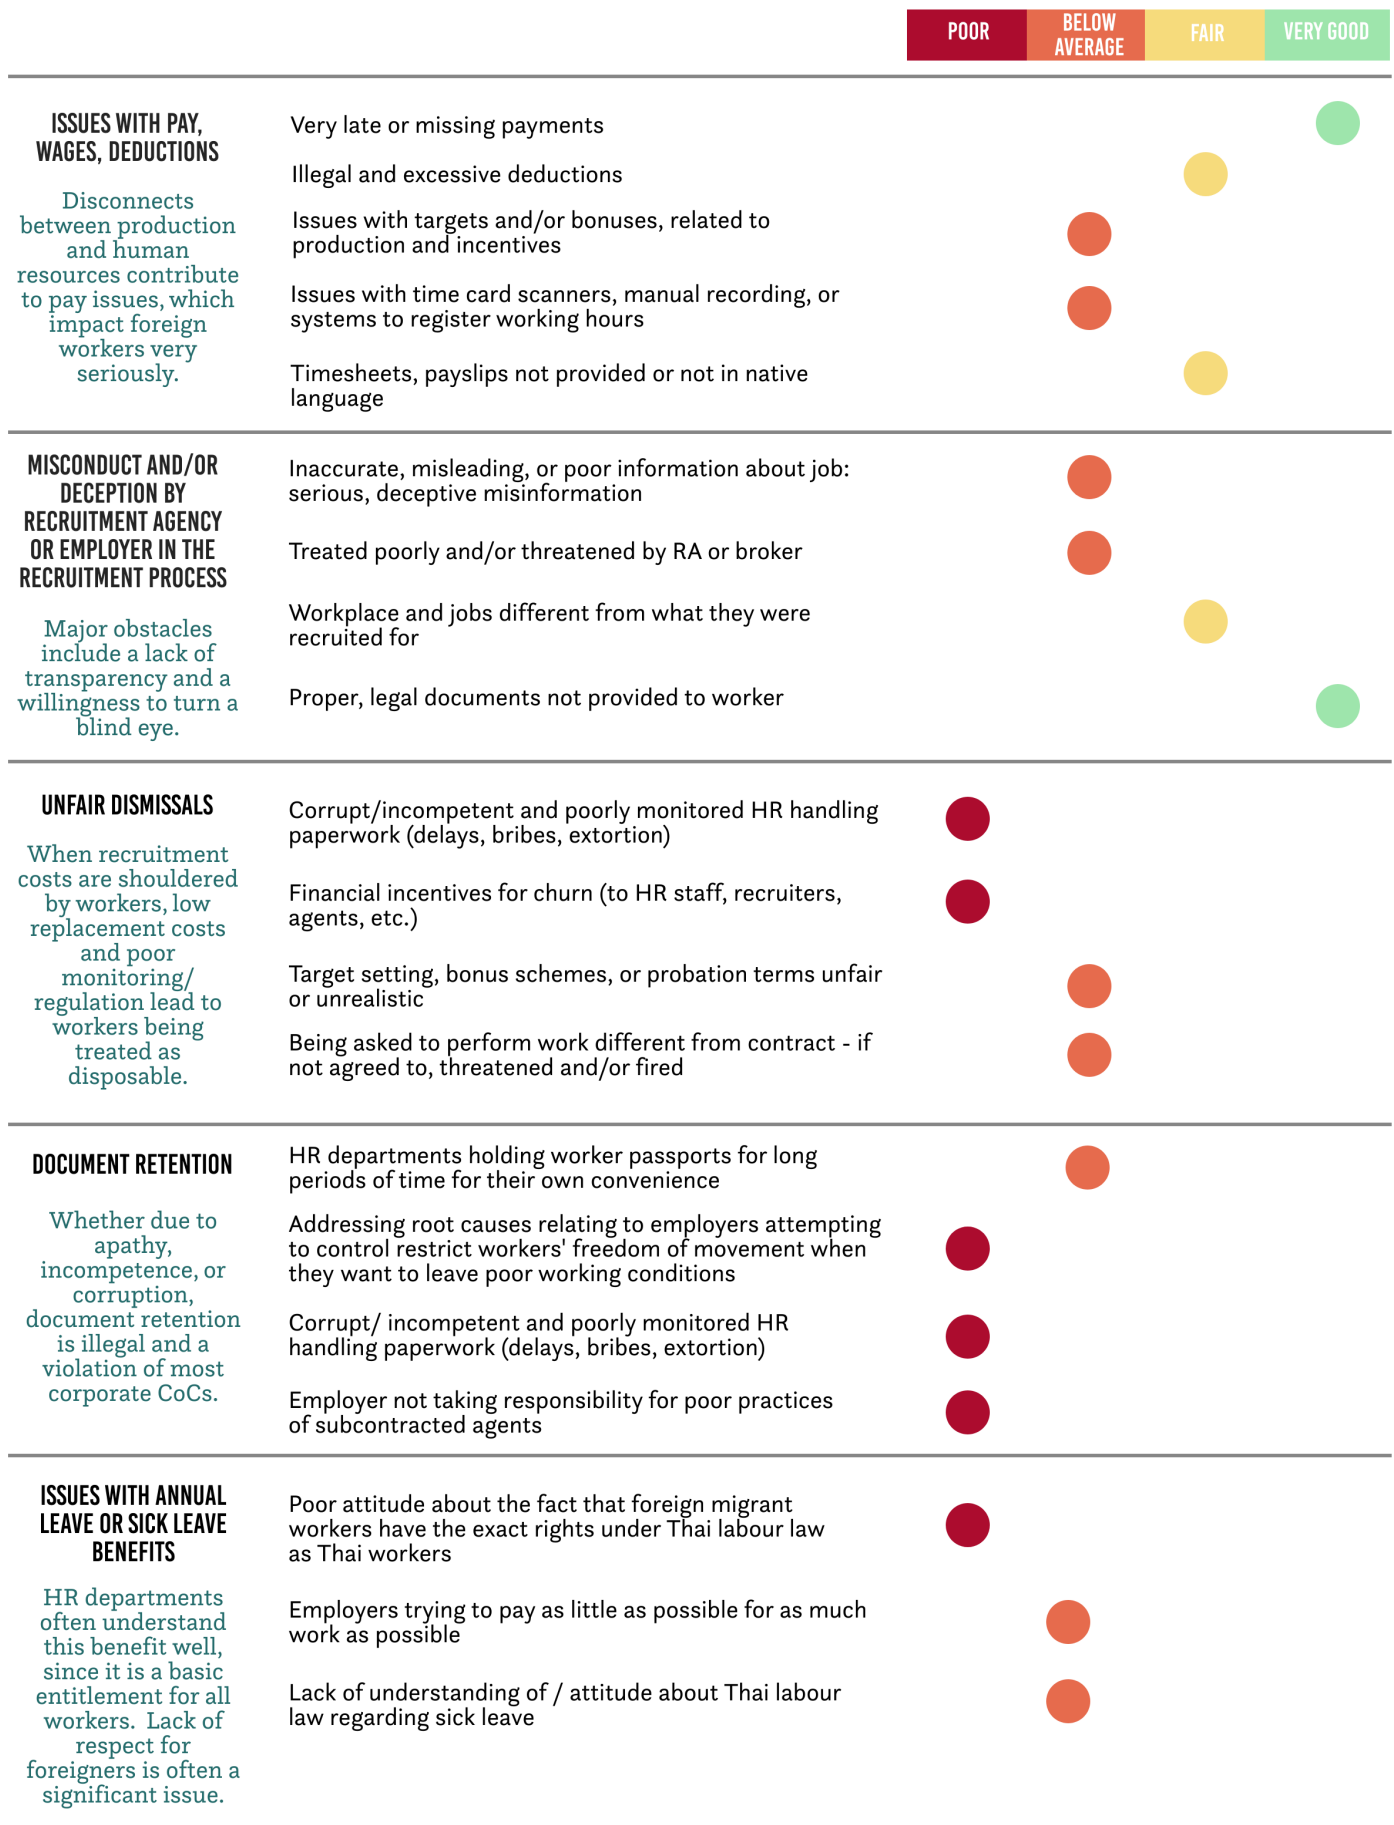 POOR
BELOW
AVERAGE
FAIR
VERY GOOD
ISSUES WITH PAY,
WAGES, DEDUCTIONS
Disconnects
between production
and human
resources contribute
to pay issues, which
impact foreign
workers very
seriously.
Very late or missing payments
Illegal and excessive deductions
Issues with targets and/or bonuses, related to
production and incentives
Issues with time card scanners, manual recording, or
systems to register working hours
Timesheets, payslips not provided or not in native
language
MISCONDUCT AND/OR
DECEPTION BY
RECRUITMENT AGENCY
OR EMPLOYER IN THE
RECRUITMENT PROCESS
Major obstacles
include a lack of
transparency and a
willingness to turn a
blind eye.
Inaccurate, misleading, or poor information about job:
serious, deceptive misinformation
Treated poorly and/or threatened by RA or broker
Workplace and jobs different from what they were
recruited for
Proper, legal documents not provided to worker
UNFAIR DISMISSALS
When recruitment
costs are shouldered
by workers, low
replacement costs
and poor
monitoring/
regulation lead to
workers being
treated as
disposable.
Corrupt/incompetent and poorly monitored HR handling
paperwork (delays, bribes, extortion)
Financial incentives for churn (to HR staff, recruiters,
agents, etc.)
Target setting, bonus schemes, or probation terms unfair
or unrealistic
Being asked to perform work different from contract - if
not agreed to, threatened and/or fired
DOCUMENT RETENTION
Whether due to
apathy,
incompetence, or
corruption,
document retention
is illegal and a
violation of most
corporate CoCs.
HR departments holding worker passports for long
periods of time for their own convenience
Addressing root causes relating to employers attempting
to control restrict workers' freedom of movement when
they want to leave poor working conditions
Corrupt/ incompetent and poorly monitored HR
handling paperwork (delays, bribes, extortion)
Employer not taking responsibility for poor practices
of subcontracted agents
ISSUES WITH ANNUAL
LEAVE OR SICK LEAVE
BENEFITS
HR departments
often understand
this benefit well,
since it is a basic
entitlement for all
workers. Lack of
respect for
foreigners is often a
significant issue.
Poor attitude about the fact that foreign migrant
workers have the exact rights under Thai labour law
as Thai workers
Employers trying to pay as little as possible for as much
work as possible
Lack of understanding of / attitude about Thai labour
law regarding sick leave